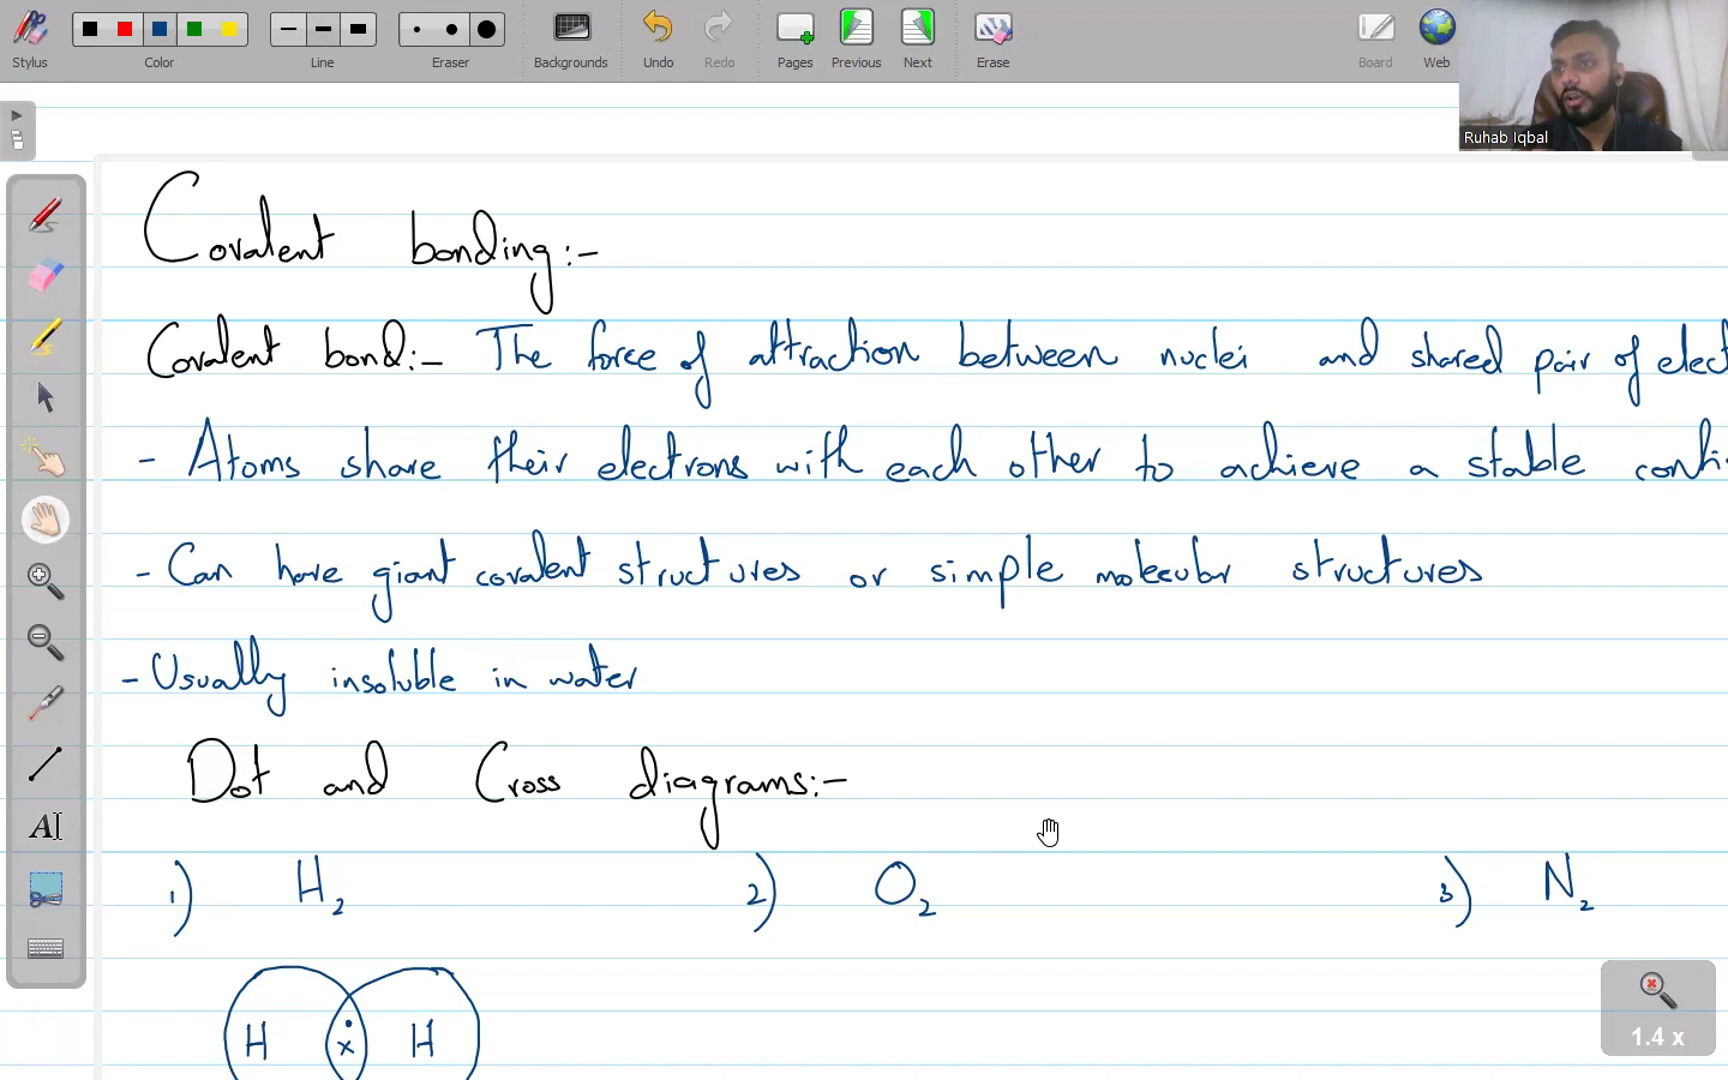 Stylus
Color
Line
Eraser
Backgrounds
Undo
Redo
Pages
Previous
Next
Erase
Board
Web
Ruhab Iqbal
Covalent bonding:-
Covalent bond:- The force of attraction between nuclei and shared pair of elect
- Atoms share their electrons with each other to achieve a stable confi
- Can have giant covalent structures or simple molecular structures
- Usually insoluble in water
Dot and Cross diagrams:-
1) H2 2) O2 3) N2
H • x H
AI
1.4 x